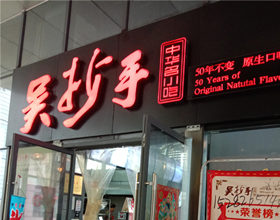 吴抄手
中华名小吃
50年不变 原生口
50 Years of
Original Natutal Flav
吴抄手
荣誉榜